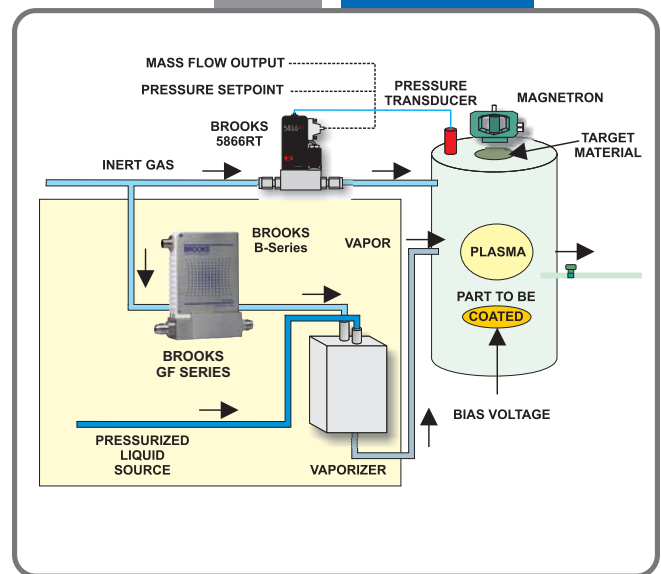 MASS FLOW OUTPUT
PRESSURE SETPOINT
PRESSURE
TRANSDUCER
MAGNETRON
BROOKS
5866RT
TARGET
MATERIAL
INERT GAS
BROOKS
B-Series
VAPOR
PLASMA
PART TO BE
COATED
BROOKS
GF SERIES
BIAS VOLTAGE
PRESSURIZED
LIQUID
SOURCE
VAPORIZER
BROOKS
5866